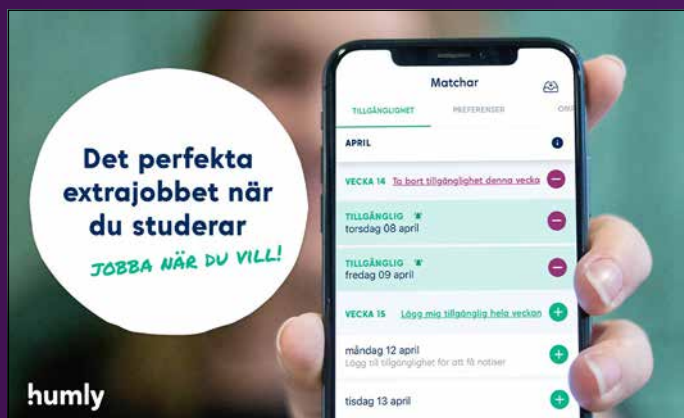 Det perfekta
extrajobbet när
du studerar
JOBBA NÄR DU VILL!
humly
Matchar
TILLGÄNGLIGHET PREFERENSER
APRIL
VECKA 14 Ta bort tillgänglighet denna vecka
TILLGÄNGLIG
torsdag 08 april
TILLGÄNGLIG
fredag 09 april
VECKA 15 Lägg mig tillgänglig hela veckan
måndag 12 april
Lägg till tillgänglighet för att få notiser
tisdag 13 april